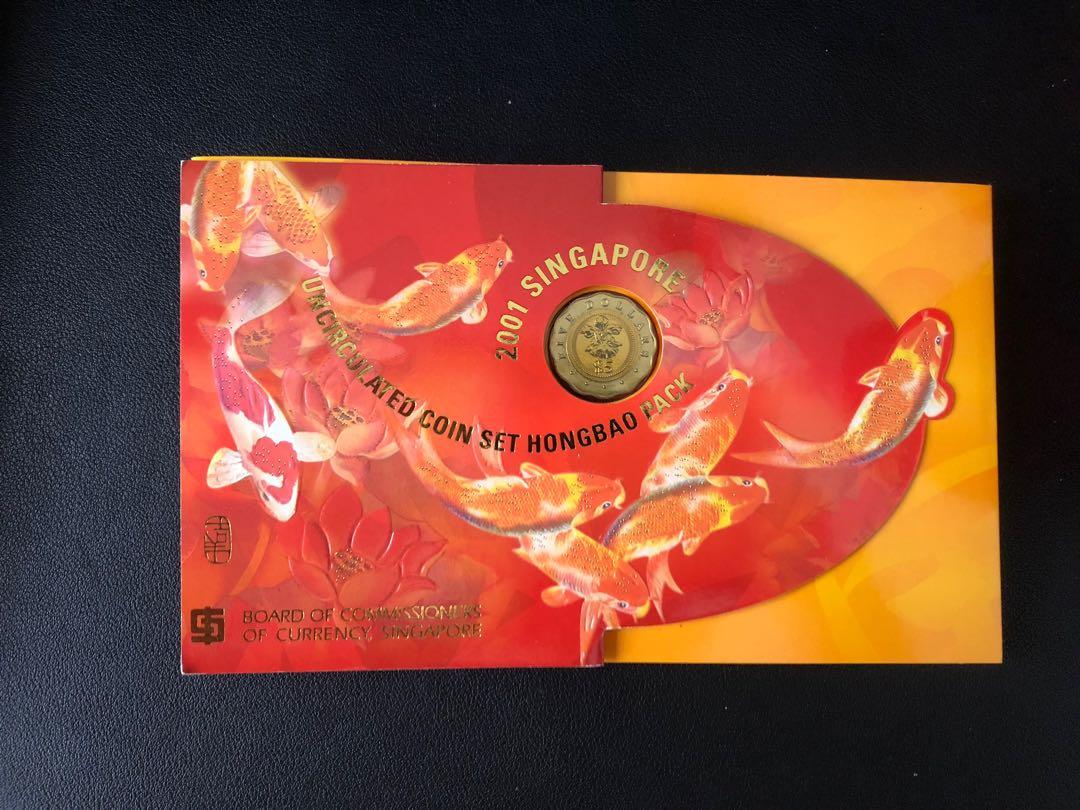 2001 SINGAPORE
UNCIRCULATED COIN SET HONGBAO PACK
FIVE DOLLARS
$5
BOARD OF COMMISSIONERS
OF CURRENCY, SINGAPORE